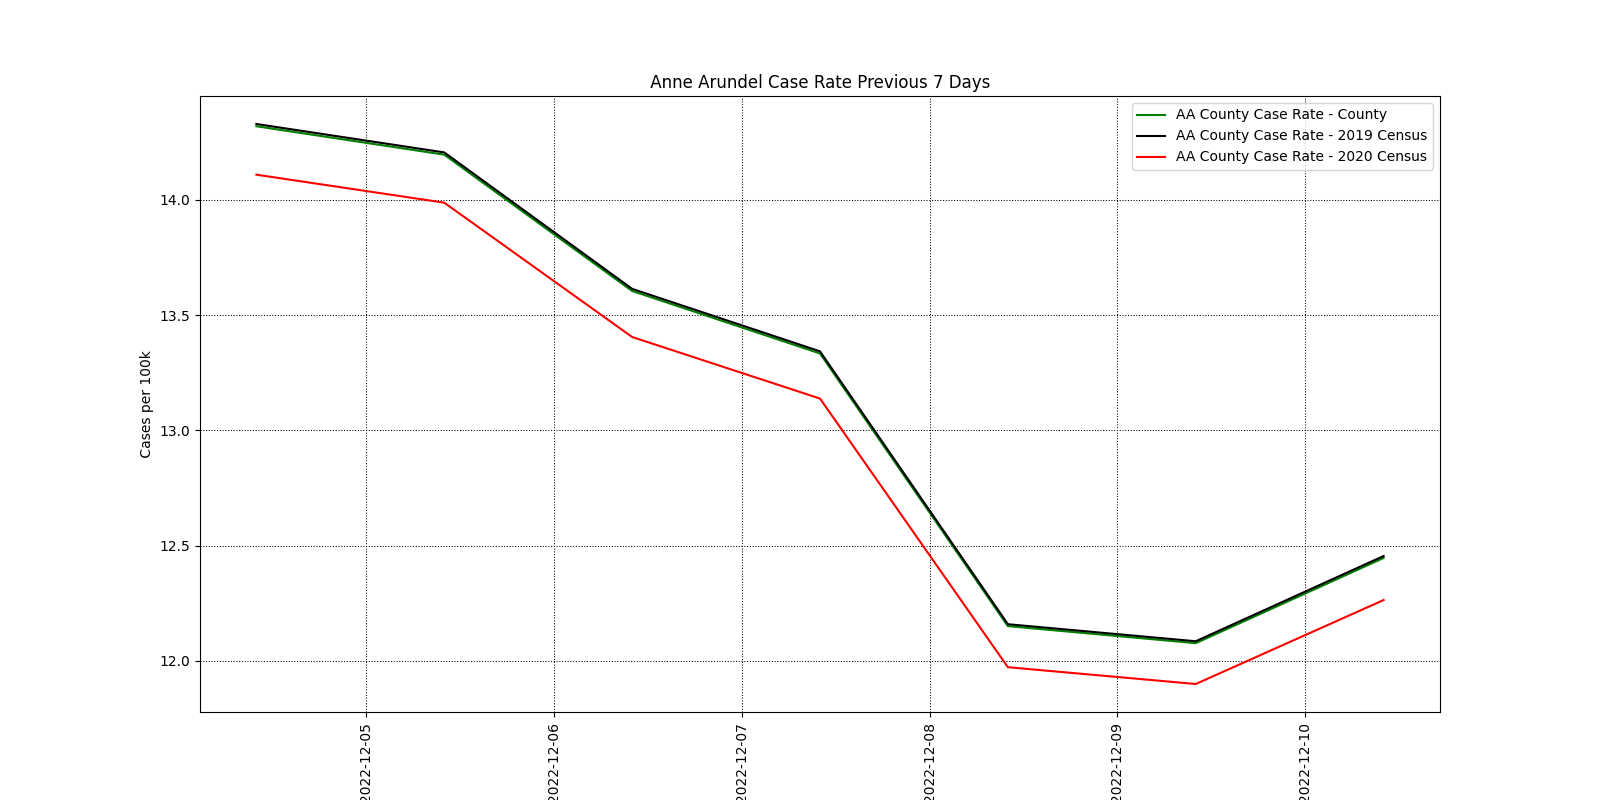 Anne Arundel Case Rate Previous 7 Days
AA County Case Rate - County
AA County Case Rate - 2019 Census
AA County Case Rate - 2020 Census
Cases per 100k
14.0
13.5
13.0
12.5
12.0
2022-12-05
2022-12-06
2022-12-07
2022-12-08
2022-12-09
2022-12-10